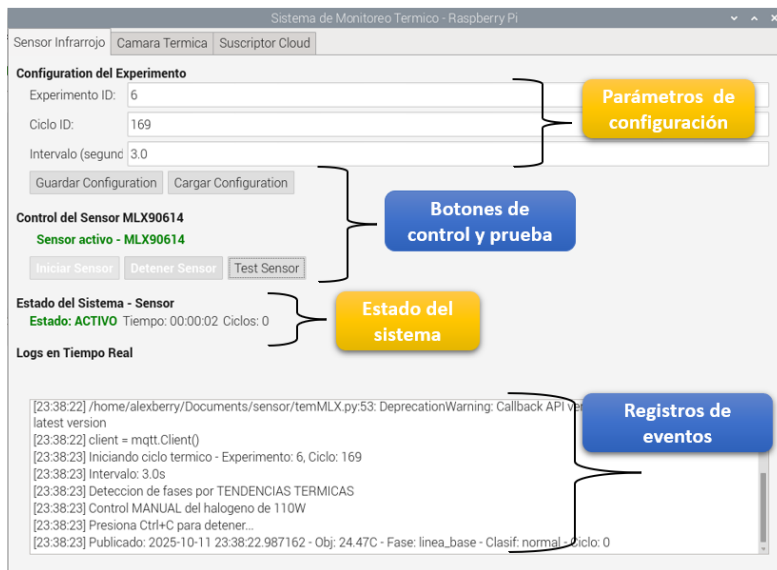 Sistema de Monitoreo Termico - Raspberry Pi
Sensor Infrarrojo Camara Termica Suscriptor Cloud
Configuration del Experimento
Experimento ID: 6
Ciclo ID: 169
Intervalo (segund 3.0
Parámetros de
configuración
Guardar Configuration Cargar Configuration
Control del Sensor MLX90614
Sensor activo - MLX90614
Iniciar Sensor Detener Sensor Test Sensor
Botones de
control y prueba
Estado del Sistema - Sensor
Estado: ACTIVO Tiempo: 00:00:02 Ciclos: 0
Estado del
sistema
Logs en Tiempo Real
[23:38:22] /home/alexberry/Documents/sensor/temMLX.py:53: DeprecationWarning: Callback API
latest version
[23:38:22] client = mqtt.Client()
[23:38:23] Iniciando ciclo termico - Experimento: 6, Ciclo: 169
[23:38:23] Intervalo: 3.0s
[23:38:23] Deteccion de fases por TENDENCIAS TERMICAS
[23:38:23] Control MANUAL del halogeno de 110W
[23:38:23] Presiona Ctrl+C para detener...
[23:38:23] Publicado: 2025-10-11 23:38:22.987162 - Obj: 24.47C - Fase: linea_base - Clasif: normal - Ciclo: 0
Registros de
eventos